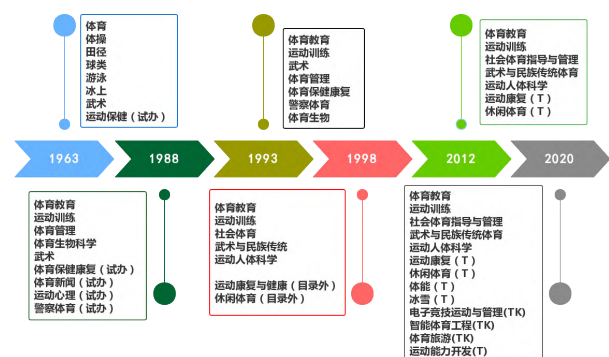 体育
体操
田径
球类
游泳
冰上
武术
运动保健（试办）
体育教育
运动训练
武术
体育管理
体育保健康复
警察体育
体育生物
体育教育
运动训练
社会体育指导与管理
武术与民族传统体育
运动人体科学
运动康复（T）
休闲体育（T）
1963
1988
1993
1998
2012
2020
体育教育
运动训练
体育管理
体育生物科学
武术
体育保健康复（试办）
体育新闻（试办）
运动心理（试办）
警察体育（试办）
体育教育
运动训练
社会体育
武术与民族传统
运动人体科学
运动康复与健康（目录外）
休闲体育（目录外）
体育教育
运动训练
社会体育指导与管理
武术与民族传统体育
运动人体科学
运动康复（T）
休闲体育（T）
体能（T）
冰雪（T）
电子竞技运动与管理(TK)
智能体育工程(TK)
体育旅游(TK)
运动能力开发(T)